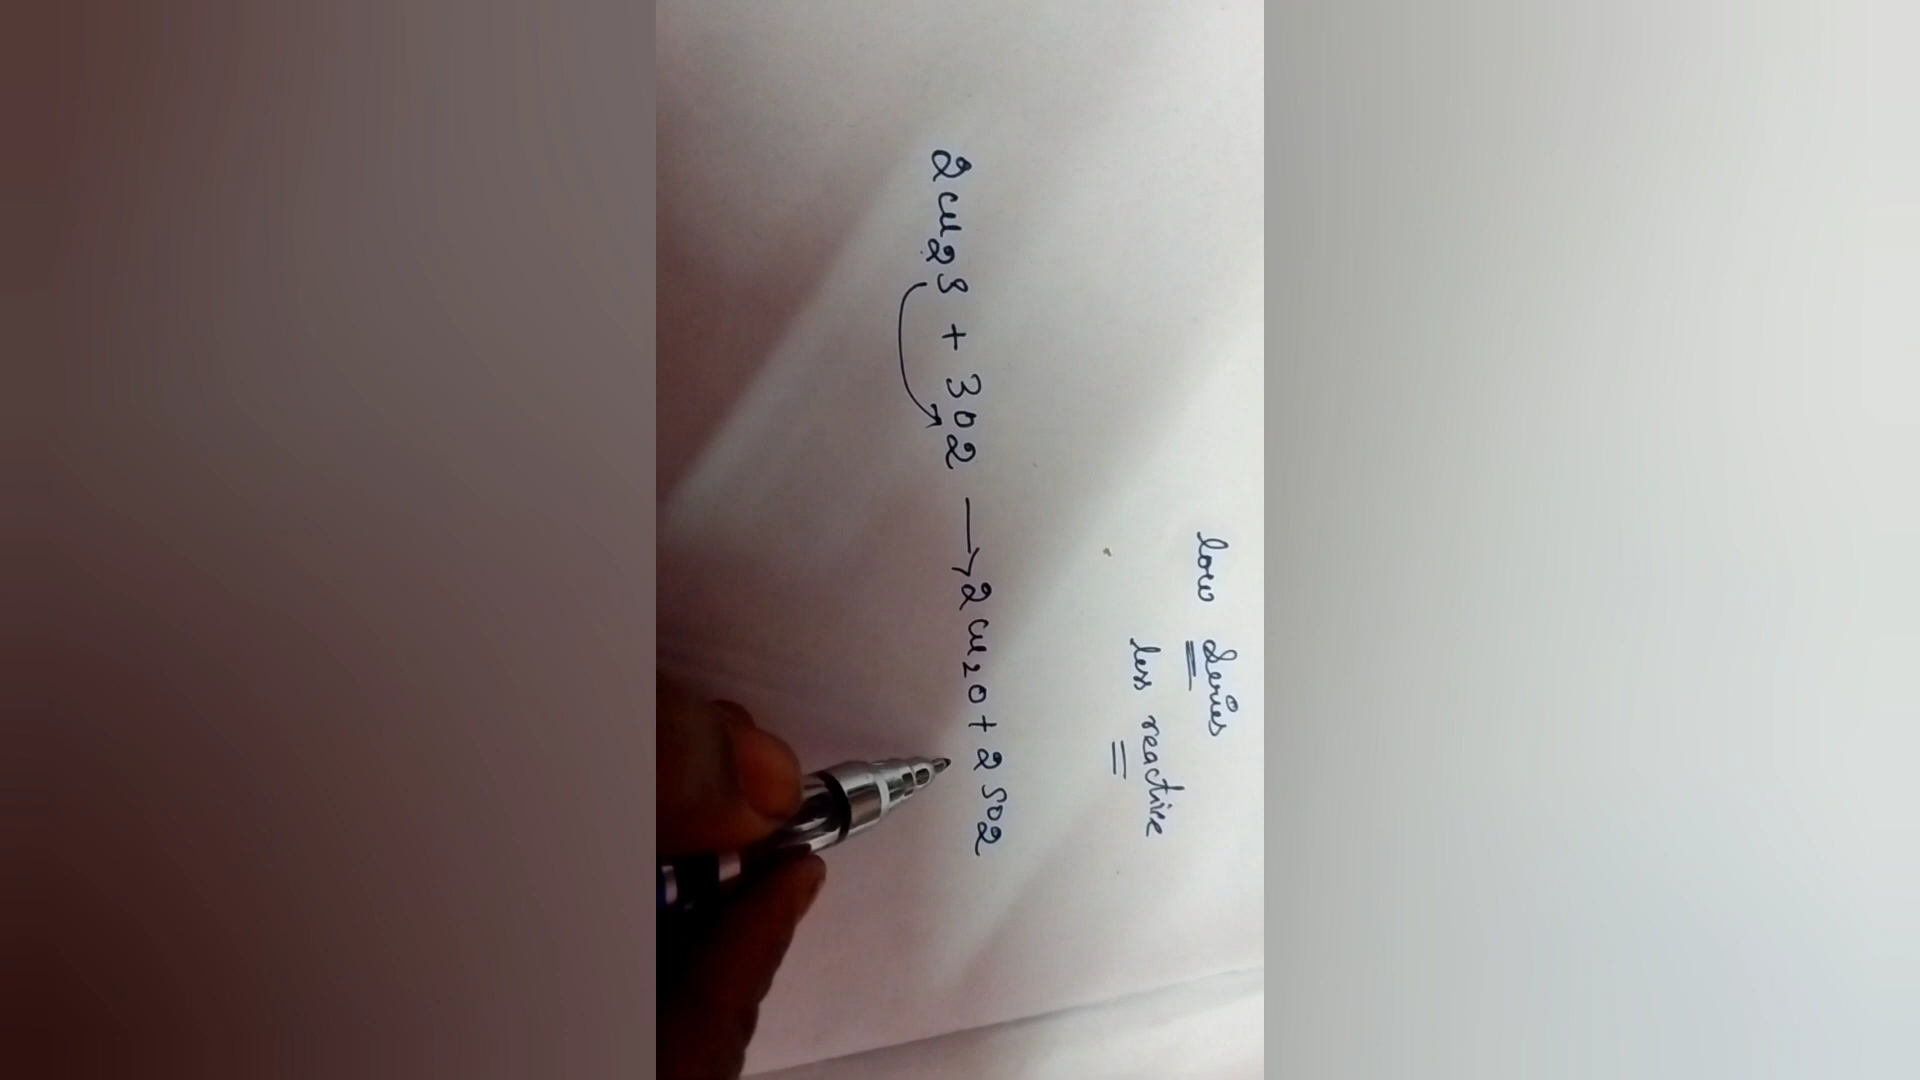 low Series
less reactive
2cu2S + 3O2 → 2cu2O + 2SO2